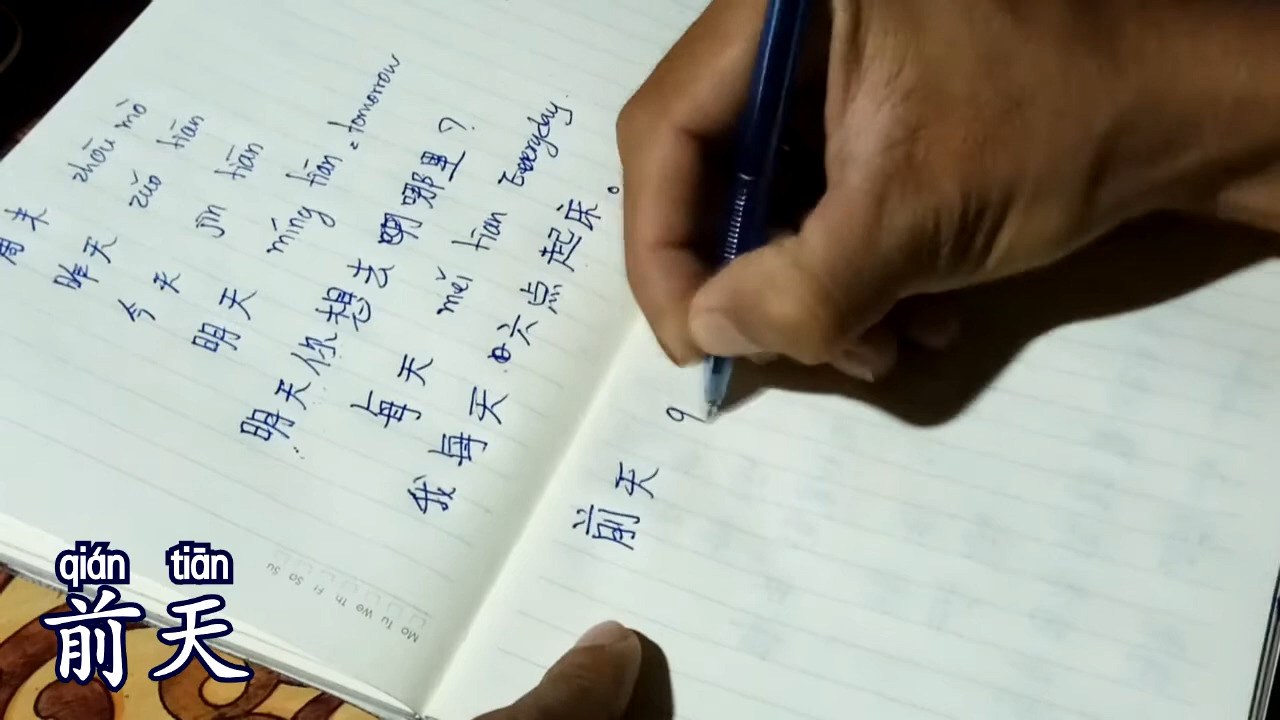 周末 zhōu mò
昨天 zuó tiān
今天 jīn tiān
明天 míng tiān = tomorrow
明天你想去哪里？
每天 měi tiān Everyday
我每天六点起床。
Mo Tu We Th Fr Sa Su
前天 q
qián tiān
前天